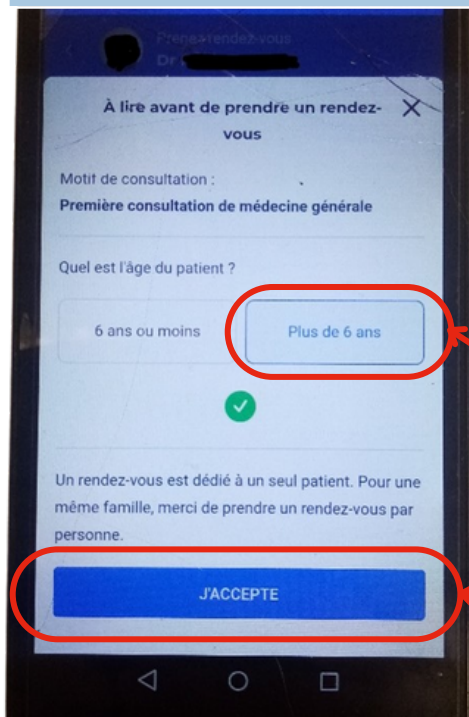 Prenez rendez-vous
Dr
À lire avant de prendre un rendez-
vous
Motif de consultation :
Première consultation de médecine générale
Quel est l'âge du patient ?
6 ans ou moins
Plus de 6 ans
Un rendez-vous est dédié à un seul patient. Pour une
même famille, merci de prendre un rendez-vous par
personne.
J'ACCEPTE